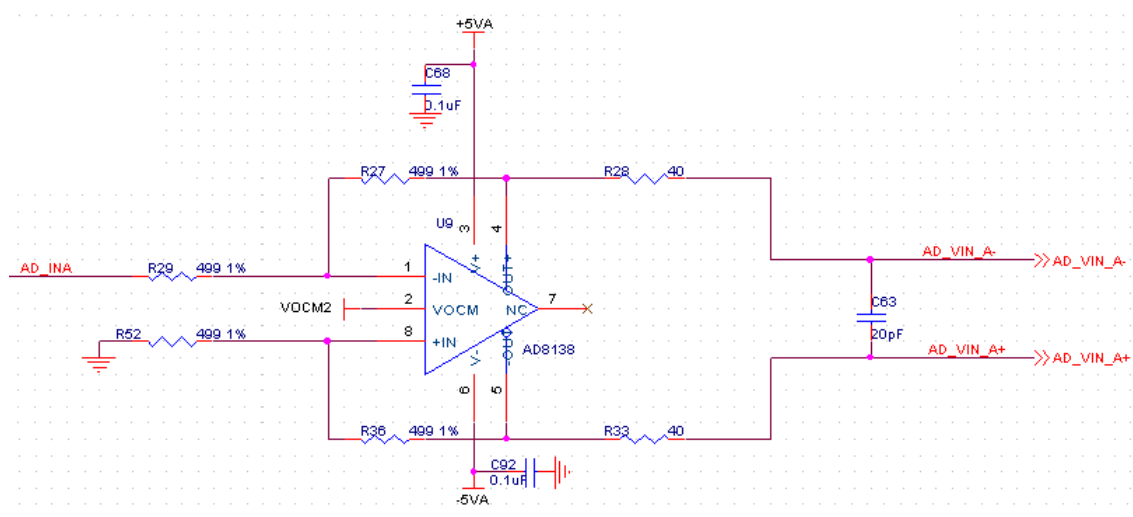 +5VA
C68
0.1uF
R27 499 1%
R28 40
U9
3
4
V+
OUT+
AD_INA
R29 499 1%
1
-IN
AD_VIN_A-
AD_VIN_A-
VOCM2
2
VOCM
NC
7
C63
20pF
R52 499 1%
8
+IN
AD8138
V-
AD_VIN_A+
AD_VIN_A+
6
5
R36 499 1%
R33 40
C92
0.1uF
-5VA